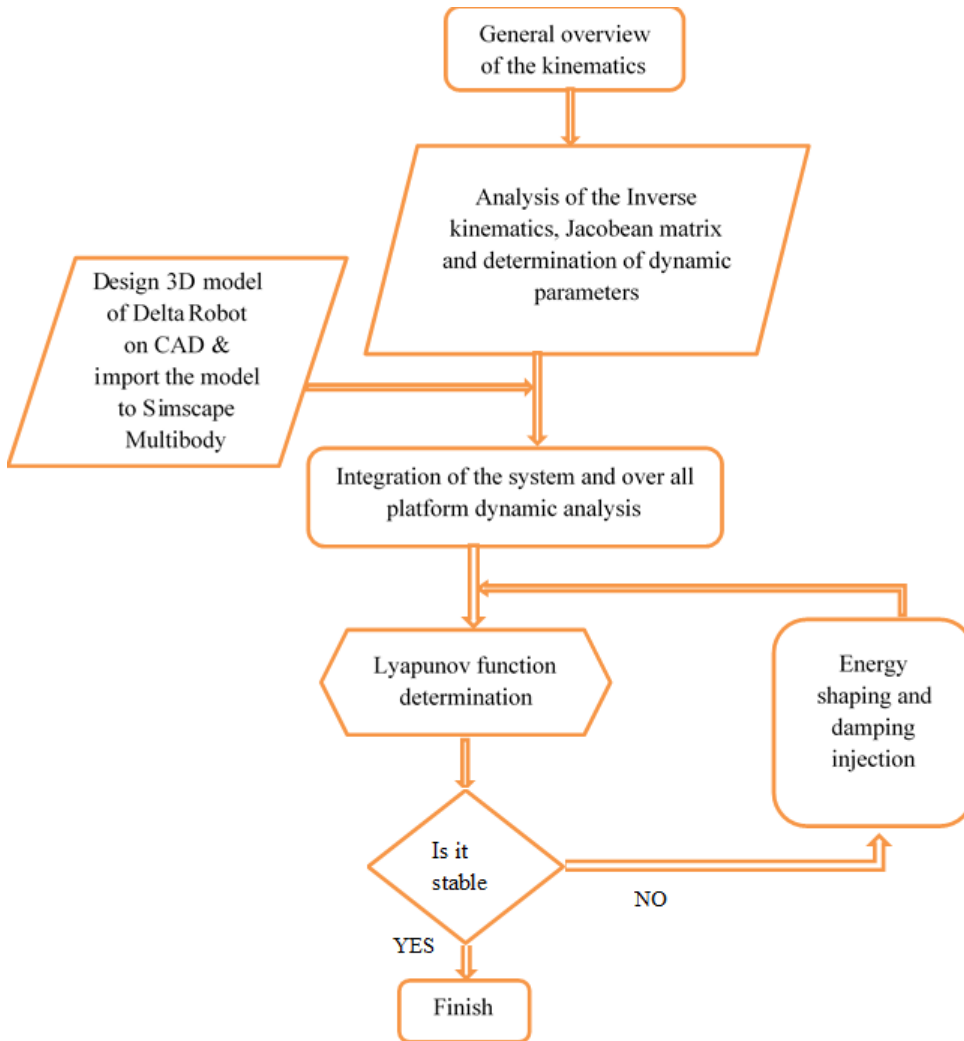 General overview
of the kinematics
Analysis of the Inverse
kinematics, Jacobean matrix
and determination of dynamic
parameters
Design 3D model
of Delta Robot
on CAD &
import the model
to Simscape
Multibody
Integration of the system and over all
platform dynamic analysis
Lyapunov function
determination
Energy
shaping and
damping
injection
Is it
stable
NO
YES
Finish